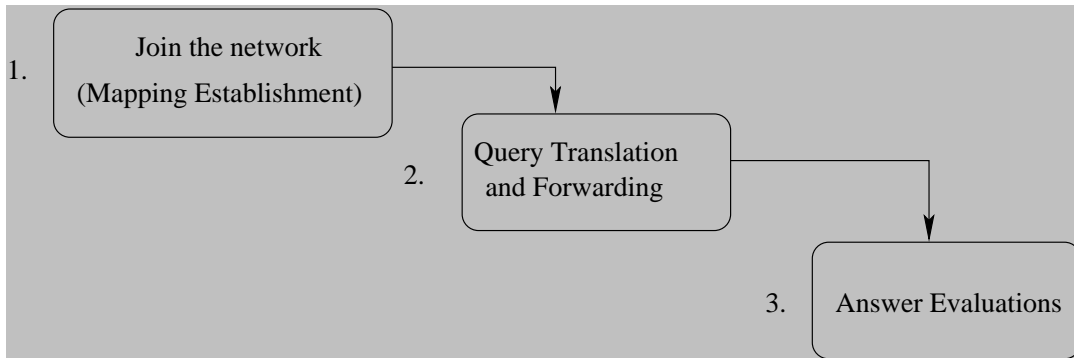 1.
Join the network
(Mapping Establishment)
2.
Query Translation
and Forwarding
3.
Answer Evaluations